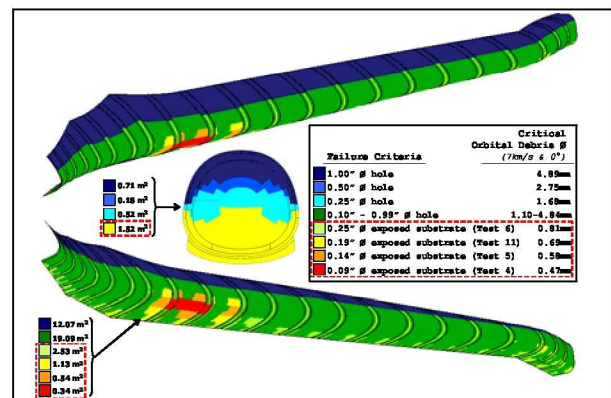 Critical
Orbital Debris Ø
Failure Criteria (7km/s & 0°)
1.00" Ø hole 4.89mm
0.50" Ø hole 2.75mm
0.25" Ø hole 1.68mm
0.10" - 0.99" Ø hole 1.10-4.84mm
0.25" Ø exposed substrate (Test 6) 0.81mm
0.19" Ø exposed substrate (Test 11) 0.69mm
0.14" Ø exposed substrate (Test 5) 0.58mm
0.09" Ø exposed substrate (Test 4) 0.47mm
0.71 m²
0.16 m²
0.52 m²
1.52 m²
12.07 m²
19.09 m²
2.53 m²
1.13 m²
0.54 m²
0.34 m²